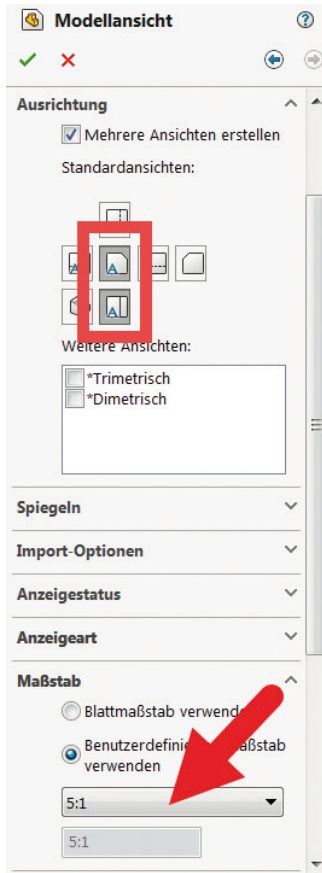 Modellansicht
Ausrichtung
Mehrere Ansichten erstellen
Standardansichten:
A A
A
Weitere Ansichten:
*Trimetrisch
*Dimetrisch
Spiegeln
Import-Optionen
Anzeigestatus
Anzeigeart
Maßstab
Blattmaßstab
verwenden
5:1
5:1